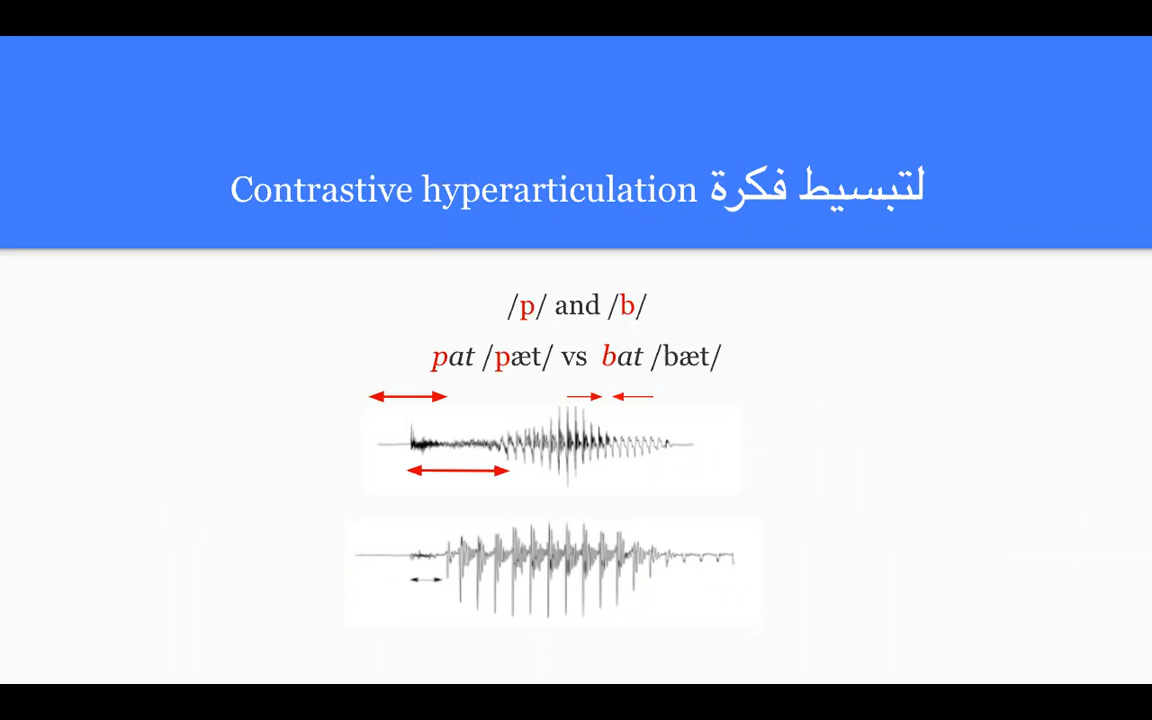 لتبسيط فكرة Contrastive hyperarticulation
/p/ and /b/
pat /pæt/ vs bat /bæt/